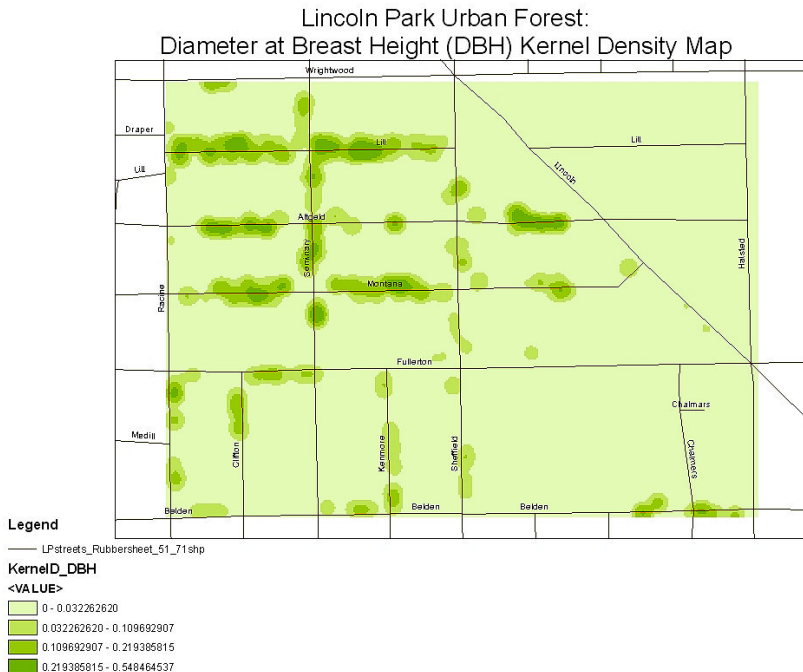 Lincoln Park Urban Forest:
Diameter at Breast Height (DBH) Kernel Density Map
Wrightwood
Draper
Lill
Lill
Lill
Lincoln
Altgeld
Seminary
Halsted
Racine
Montana
Fullerton
Chalmars
Medill
Clifton
Kenmore
Sheffield
Chalmers
Belden
Belden
Belden
Legend
LPstreets_Rubbersheet_51_71shp
KernelD_DBH
<VALUE>
0 - 0.032262620
0.032262620 - 0.109692907
0.109692907 - 0.219385815
0.219385815 - 0.548464537